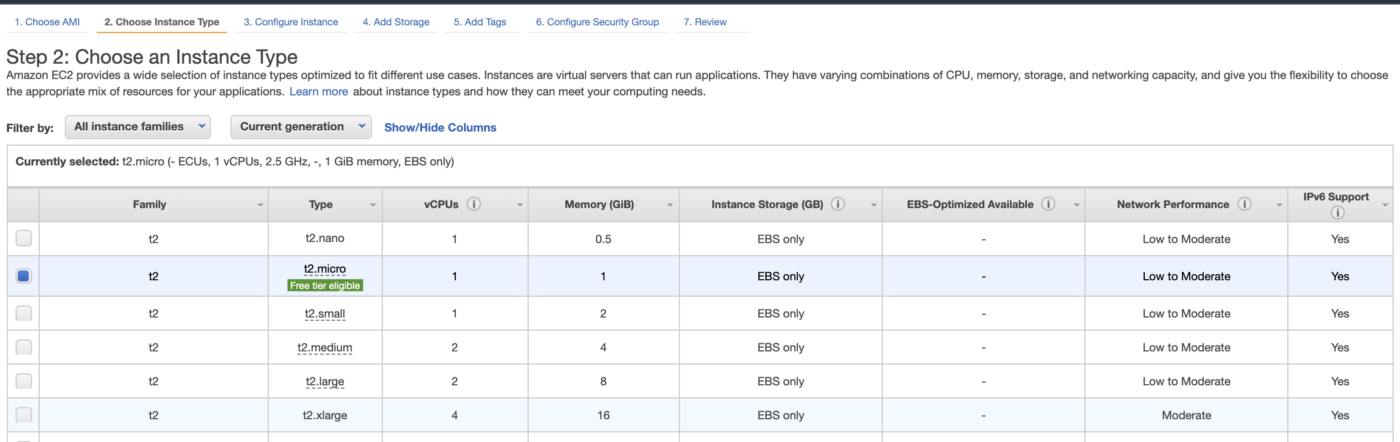 1. Choose AMI 2. Choose Instance Type 3. Configure Instance 4. Add Storage 5. Add Tags 6. Configure Security Group 7. Review
Step 2: Choose an Instance Type
Amazon EC2 provides a wide selection of instance types optimized to fit different use cases. Instances are virtual servers that can run applications. They have varying combinations of CPU, memory, storage, and networking capacity, and give you the flexibility to choose
the appropriate mix of resources for your applications. Learn more about instance types and how they can meet your computing needs.
Filter by: All instance families Current generation Show/Hide Columns
Currently selected: t2.micro (- ECUs, 1 vCPUs, 2.5 GHz, -, 1 GiB memory, EBS only)
Family Type vCPUs Memory (GiB) Instance Storage (GB) EBS-Optimized Available Network Performance IPv6 Support
t2 t2.nano 1 0.5 EBS only - Low to Moderate Yes
t2 t2.micro 1 1 EBS only - Low to Moderate Yes
Free tier eligible
t2 t2.small 1 2 EBS only - Low to Moderate Yes
t2 t2.medium 2 4 EBS only - Low to Moderate Yes
t2 t2.large 2 8 EBS only - Low to Moderate Yes
t2 t2.xlarge 4 16 EBS only - Moderate Yes